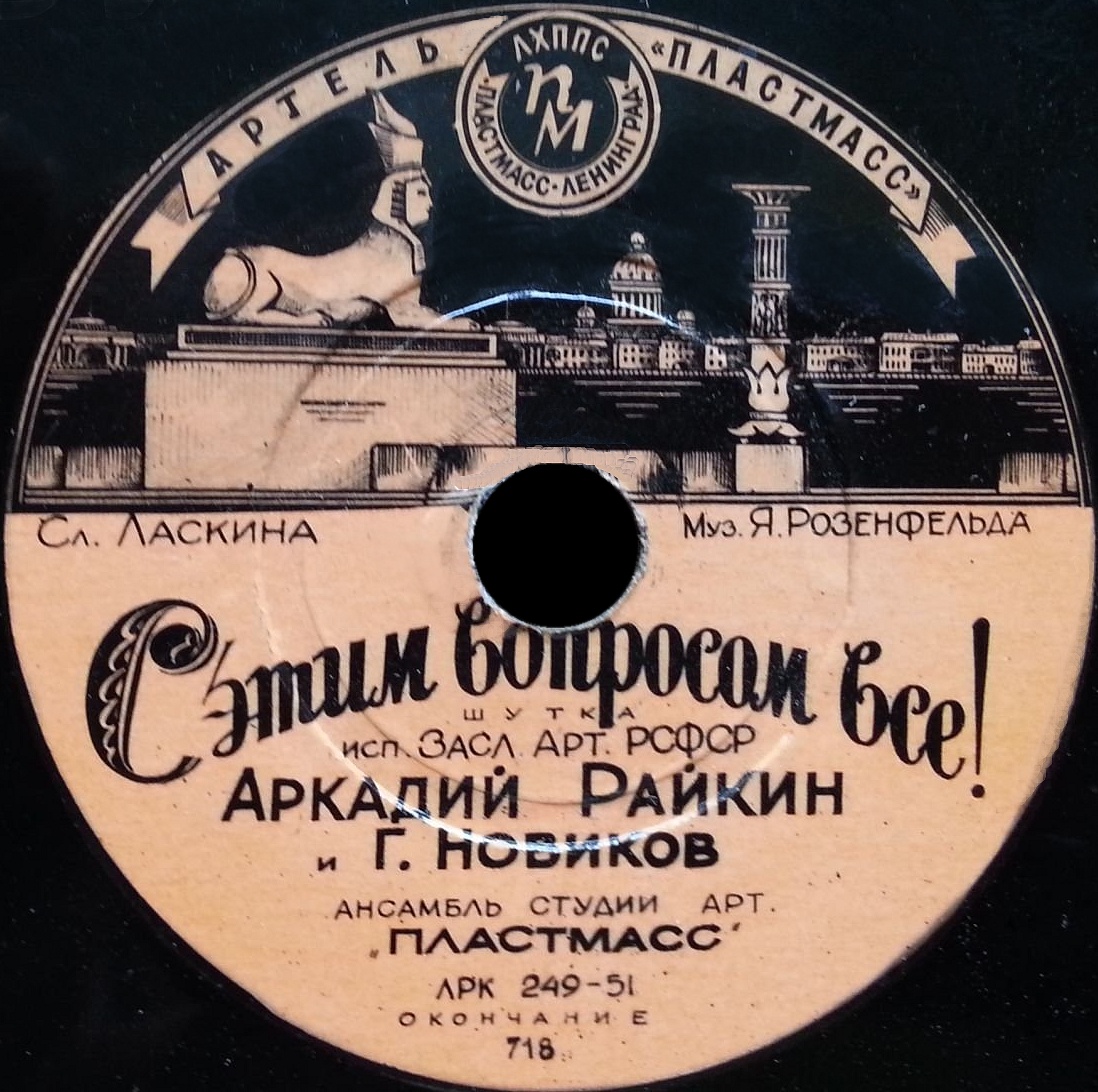 АРТЕЛЬ «ПЛАСТМАСС»
ЛХППС
ПМ
ПЛАСТМАСС-ЛЕНИНГРАД
Сл. ЛАСКИНА
Муз. Я. РОЗЕНФЕЛЬДА
С этим вопросом все!
ШУТКА
исп. ЗАСЛ. АРТ. РСФСР
АРКАДИЙ РАЙКИН
и Г. НОВИКОВ
АНСАМБЛЬ СТУДИИ АРТ.
„ПЛАСТМАСС“
ЛРК 249-51
ОКОНЧАНИЕ
718